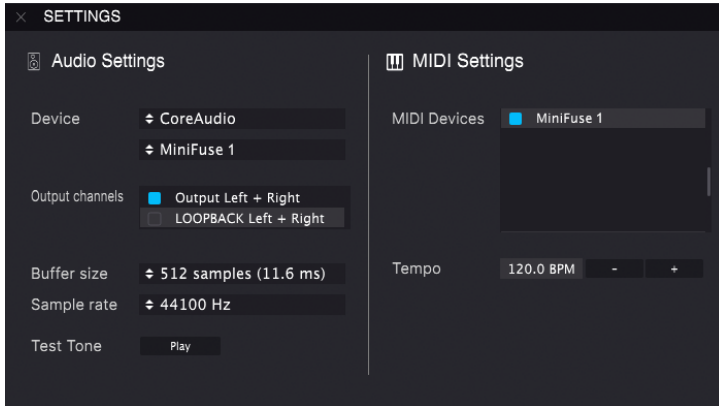 × SETTINGS
Audio Settings
Device
CoreAudio
MiniFuse 1
Output channels
Output Left + Right
LOOPBACK Left + Right
Buffer size
512 samples (11.6 ms)
Sample rate
44100 Hz
Test Tone
Play
MIDI Settings
MIDI Devices
MiniFuse 1
Tempo
120.0 BPM - +